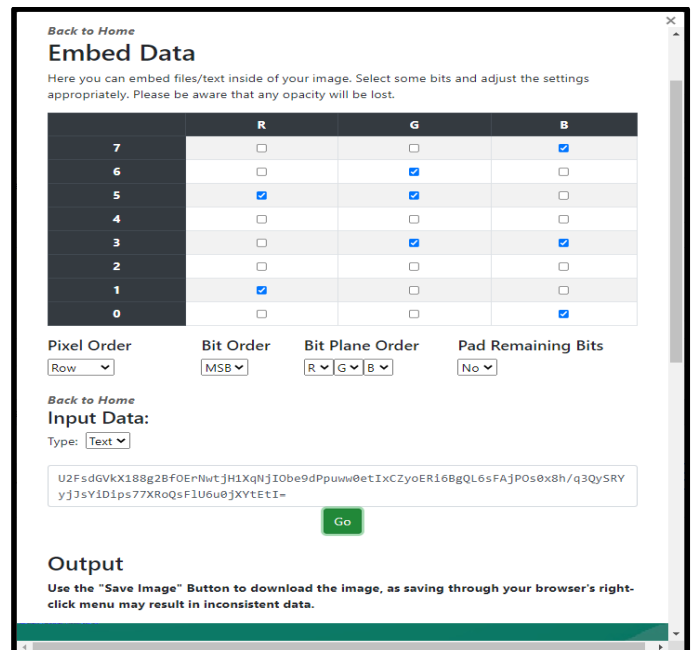 Back to Home
Embed Data
Here you can embed files/text inside of your image. Select some bits and adjust the settings
appropriately. Please be aware that any opacity will be lost.
R G B
7
6
5
4
3
2
1
0
Pixel Order Bit Order Bit Plane Order Pad Remaining Bits
Row MSB R G B No
Back to Home
Input Data:
Type: Text
U2FsdGVkX188g2BfOErNwtjH1XqNjIObe9dPpuww0etIxCZyoERi6BgQL6sFAjPOs0x8h/q3QySRY
yjJsYiDips77XRoQsFlU6u0jXYtEtI=
Go
Output
Use the "Save Image" Button to download the image, as saving through your browser's right-
click menu may result in inconsistent data.